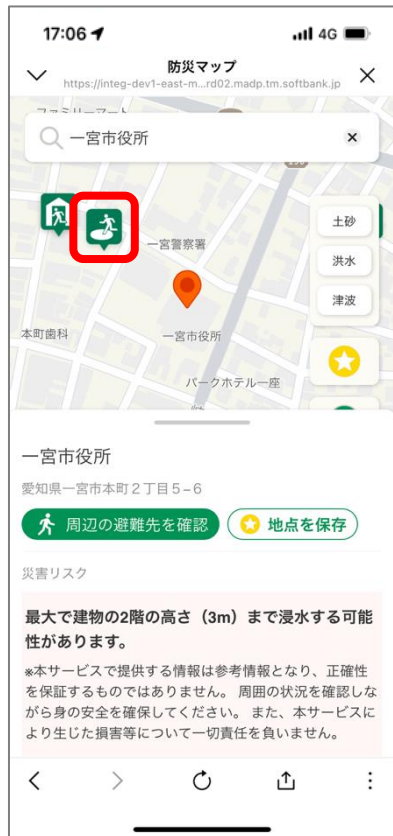 17:06
4G
防災マップ
https://integ-dev1-east-m...rd02.madp.tm.softbank.jp
ファミリーマート
一宮市役所
土砂
一宮警察署
洪水
津波
本町歯科
一宮市役所
パークホテル一座
一宮市役所
愛知県一宮市本町2丁目5−6
周辺の避難先を確認
地点を保存
災害リスク
最大で建物の2階の高さ（3m）まで浸水する可能
性があります。
*本サービスで提供する情報は参考情報となり、正確性
を保証するものではありません。 周囲の状況を確認しな
がら身の安全を確保してください。 また、本サービスに
より生じた損害等について一切責任を負いません。